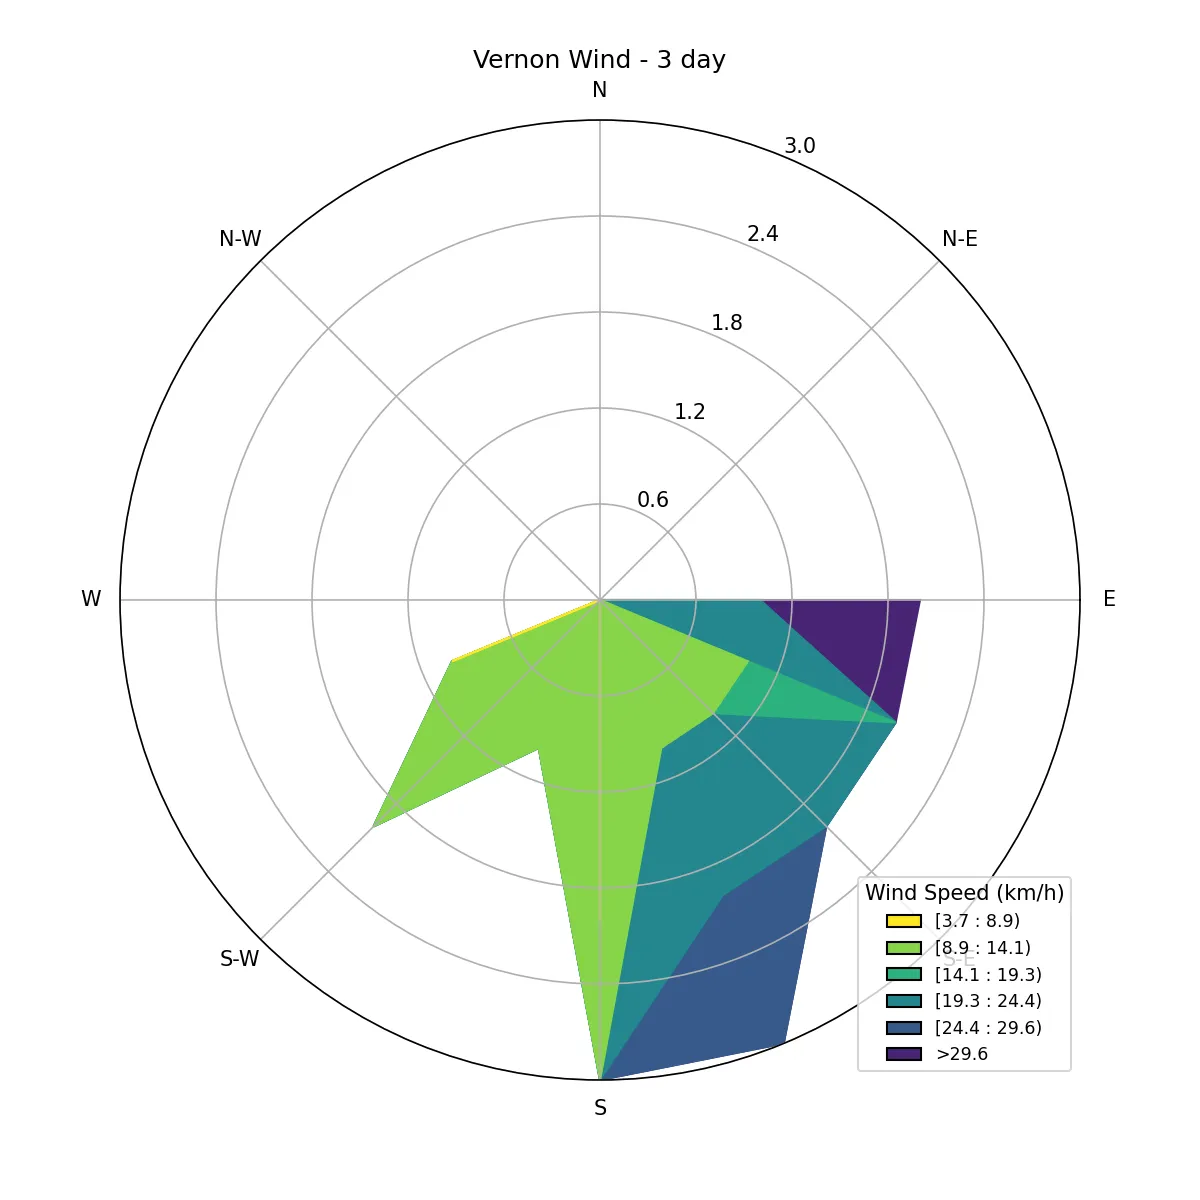 Vernon Wind - 3 day
N
3.0
N-W
N-E
2.4
1.8
1.2
0.6
W
E
Wind Speed (km/h)
[3.7 : 8.9)
[8.9 : 14.1)
S-W
S-E
[14.1 : 19.3)
[19.3 : 24.4)
[24.4 : 29.6)
>29.6
S